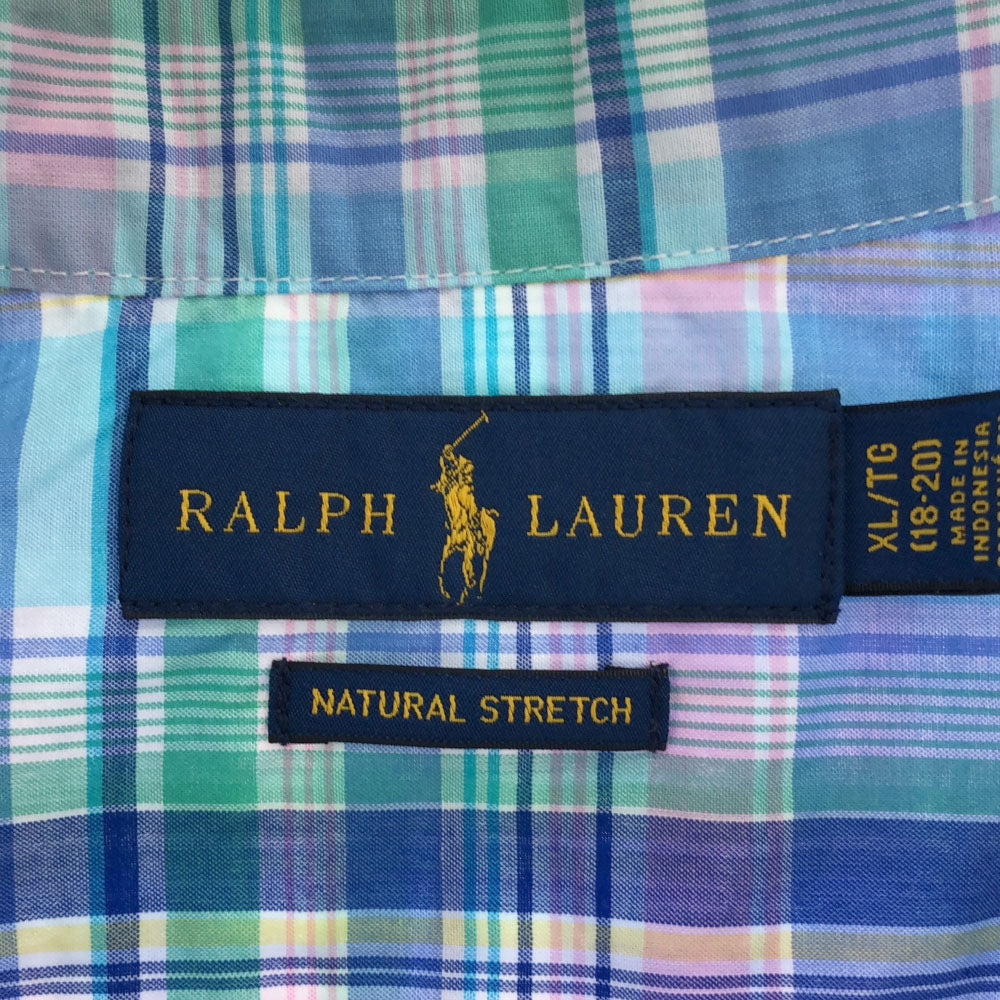 RALPH LAUREN
NATURAL STRETCH
XL/TG
(18-20)
MADE IN
INDONESIA